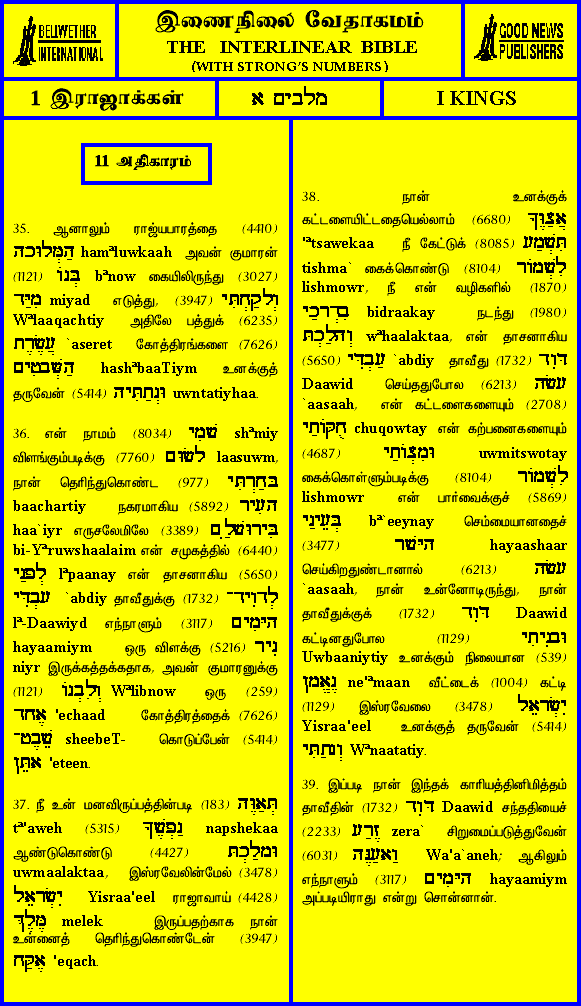 BELLWETHER
INTERNATIONAL
இணைநிலை வேதாகமம்
THE INTERLINEAR BIBLE
(WITH STRONG'S NUMBERS)
GOOD NEWS
PUBLISHERS
1 இராஜாக்கள்
מלכים א
I KINGS
11 அதிகாரம்
35. ஆனாலும் ராஜ்யபாரத்தை (4410)
הַמְּלוּכָה hamªluwkaah அவன் குமாரன்
(1121) בְּנוֹ bªnow கையிலிருந்து (3027)
מִיַּד miyad எடுத்து, (3947) וְלָקַחְתִּי
Wªlaaqachtiy அதிலே பத்துக் (6235)
עֲשֶׂרֶת `aseret கோத்திரங்களை (7626)
הַשְּׁבָטִים hashªbaaTiym உனக்குத்
தருவேன் (5414) וּנְתַתִּיהָ uwntatiyhaa.
36. என் நாமம் (8034) שְׁמִי shªmiy
விளங்கும்படிக்கு (7760) לָשׂוּם laasuwm,
நான் தெரிந்துகொண்ட (977) בָּחַרְתִּי
baachartiy நகரமாகிய (5892) הָעִיר
haa`iyr எருசலேமிலே (3389) בִּירוּשָׁלַ͏ִם
bi-Yªruwshaalaim என் சமுகத்தில் (6440)
לְפָנַי lªpaanay என் தாசனாகிய (5650)
עַבְדִּי `abdiy தாவீதுக்கு (1732) לְדָוִיד־
lª-Daawiyd எந்நாளும் (3117) הַיָּמִים
hayaamiym ஒரு விளக்கு (5216) נִיר
niyr இருக்கத்தக்கதாக, அவன் குமாரனுக்கு
(1121) וְלִבְנוֹ Wªlibnow ஒரு (259)
אֶחָד 'echaad கோத்திரத்தைக் (7626)
שֵׁבֶט־ sheebeT- கொடுப்பேன் (5414)
אֶתֵּן 'eteen.
37. நீ உன் மனவிருப்பத்தின்படி (183) תְּאַוֶּה
tª'aweh (5315) נַפְשֶׁךָ napshekaa
ஆண்டுகொண்டு (4427) וּמָלַכְתָּ
uwmaalaktaa, இஸ்ரவேலின்மேல் (3478)
יִשְׂרָאֵל Yisraa'eel ராஜாவாய் (4428)
מֶלֶךְ melek இருப்பதற்காக நான்
உன்னைத் தெரிந்துகொண்டேன் (3947)
אֶקַּח 'eqach.
38. நான் உனக்குக்
கட்டளையிட்டதையெல்லாம் (6680) אֲצַוֶּךָ
'ªtsawekaa நீ கேட்டுக் (8085) תִּשְׁמַע
tishma` கைக்கொண்டு (8104) לִשְׁמוֹר
lishmowr, நீ என் வழிகளில் (1870)
בִדְרָכַי bidraakay நடந்து (1980)
וְהָלַכְתָּ wªhaalaktaa, என் தாசனாகிய
(5650) עַבְדִּי `abdiy தாவீது (1732) דָּוִד
Daawid செய்ததுபோல (6213) עָשָׂה
`aasaah, என் கட்டளைகளையும் (2708)
חֻקּוֹתַי chuqowtay என் கற்பனைகளையும்
(4687) וּמִצְוֹתַי uwmitswotay
கைக்கொள்ளும்படிக்கு (8104) לִשְׁמוֹר
lishmowr என் பார்வைக்குச் (5869)
בְּעֵינַי bª`eeynay செம்மையானதைச்
(3477) הַיָּשָׁר hayaashaar
செய்கிறதுண்டானால் (6213) עָשָׂה
`aasaah, நான் உன்னோடிருந்து, நான்
தாவீதுக்குக் (1732) דָוִד Daawid
கட்டினதுபோல (1129) וּבָנִיתִי
Uwbaaniytiy உனக்கும் நிலையான (539)
נֶאֱמָן ne'ªmaan வீட்டைக் (1004) கட்டி
(1129) இஸ்ரவேலை (3478) יִשְׂרָאֵל
Yisraa'eel உனக்குத் தருவேன் (5414)
וְנָתַתִּי Wªnaatatiy.
39. இப்படி நான் இந்தக் காரியத்தினிமித்தம்
தாவீதின் (1732) דָּוִד Daawid சந்ததியைச்
(2233) זֶרַע zera` சிறுமைப்படுத்துவேன்
(6031) וַאעַנֶּה Wa'a`aneh; ஆகிலும்
எந்நாளும் (3117) הַיָּמִים hayaamiym
அப்படியிராது என்று சொன்னான்.